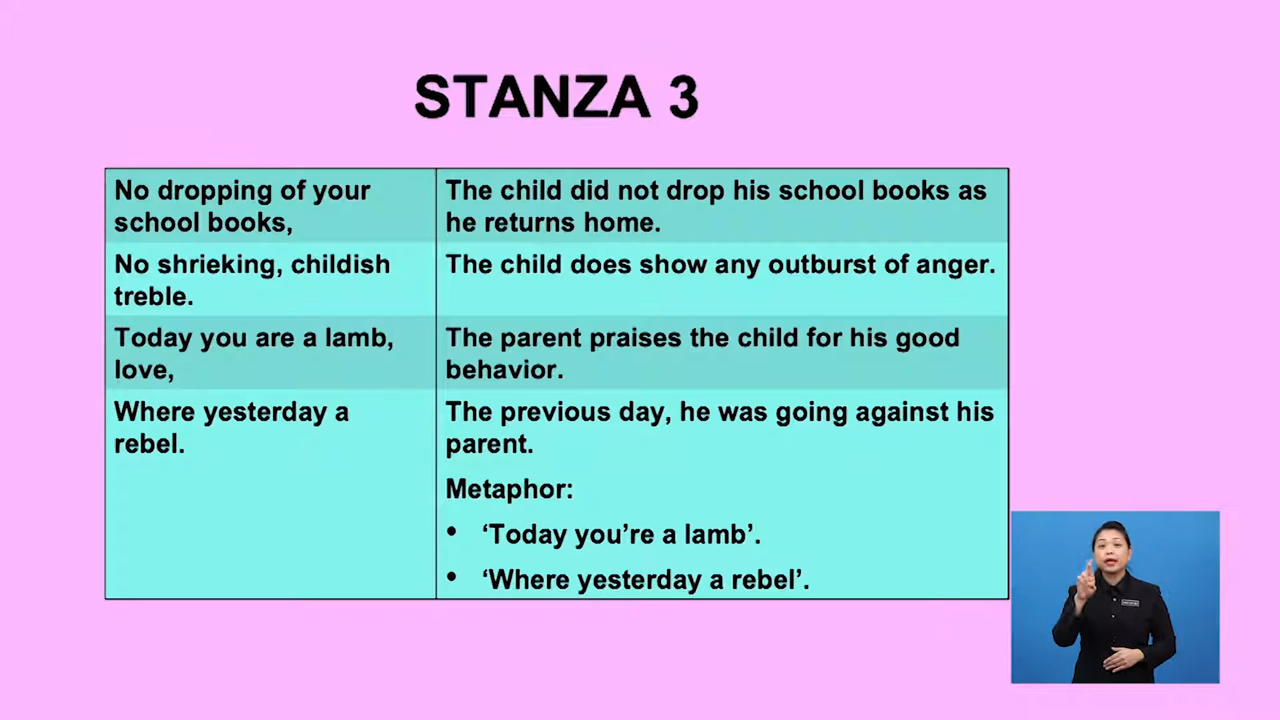 STANZA 3
No dropping of your
school books,
The child did not drop his school books as
he returns home.
No shrieking, childish
treble.
The child does show any outburst of anger.
Today you are a lamb,
love,
The parent praises the child for his good
behavior.
Where yesterday a
rebel.
The previous day, he was going against his
parent.
Metaphor:
• ‘Today you’re a lamb’.
• ‘Where yesterday a rebel’.